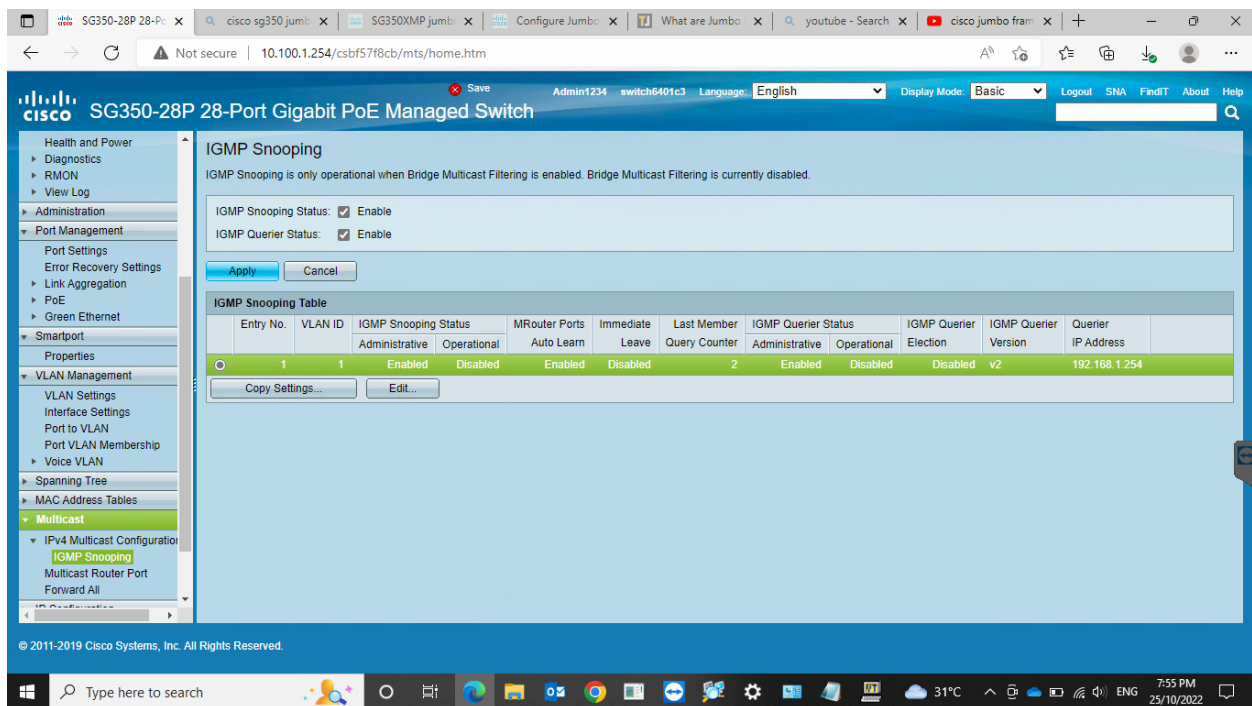 SG350-28P 28-Po
cisco sg350 jumb
SG350XMP jumb
Configure Jumbo
What are Jumbo
youtube - Search
cisco jumbo fram
Not secure
10.100.1.254/csbf57f8cb/mts/home.htm
Save
Admin1234
switch6401c3
Language:
English
Display Mode:
Basic
Logout SNA FindIT About Help
cisco
SG350-28P 28-Port Gigabit PoE Managed Switch
Health and Power
Diagnostics
RMON
View Log
Administration
Port Management
Port Settings
Error Recovery Settings
Link Aggregation
PoE
Green Ethernet
Smartport
Properties
VLAN Management
VLAN Settings
Interface Settings
Port to VLAN
Port VLAN Membership
Voice VLAN
Spanning Tree
MAC Address Tables
Multicast
IPv4 Multicast Configuration
IGMP Snooping
Multicast Router Port
Forward All
IP Configuration
IGMP Snooping
IGMP Snooping is only operational when Bridge Multicast Filtering is enabled. Bridge Multicast Filtering is currently disabled.
IGMP Snooping Status: Enable
IGMP Querier Status: Enable
Apply Cancel
IGMP Snooping Table
Entry No. VLAN ID IGMP Snooping Status MRouter Ports Immediate Last Member IGMP Querier Status IGMP Querier IGMP Querier Querier
Administrative Operational Auto Learn Leave Query Counter Administrative Operational Election Version IP Address
1 1 Enabled Disabled Enabled Disabled 2 Enabled Disabled Disabled v2 192.168.1.254
Copy Settings... Edit...
© 2011-2019 Cisco Systems, Inc. All Rights Reserved.
Type here to search
31°C
ENG
7:55 PM
25/10/2022